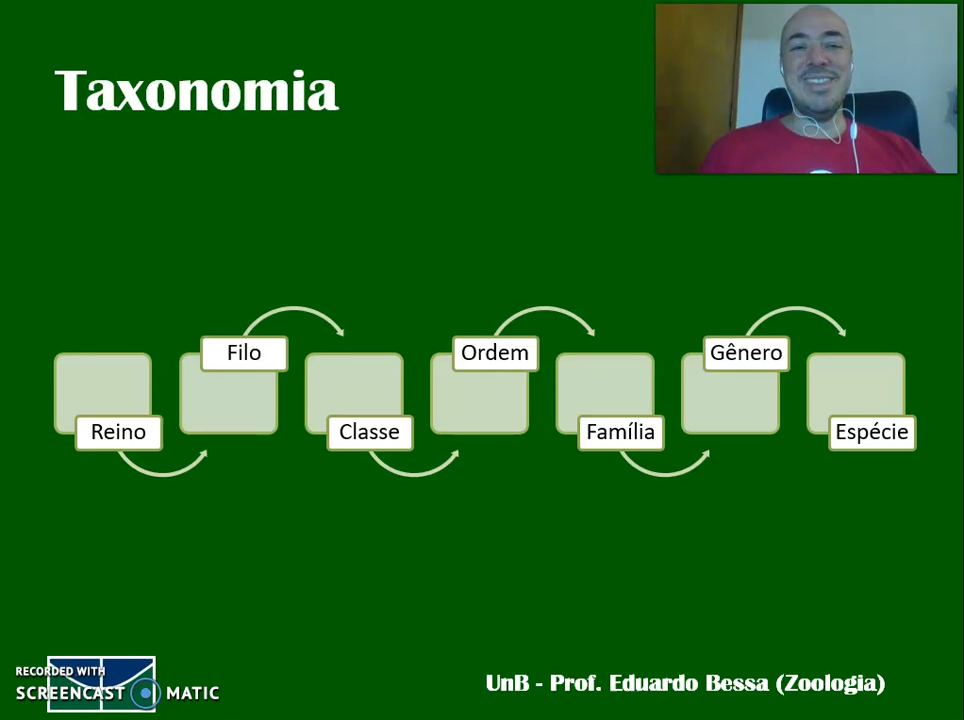 Taxonomia
Reino
Filo
Classe
Ordem
Família
Gênero
Espécie
RECORDED WITH
SCREENCAST MATIC
UnB - Prof. Eduardo Bessa (Zoologia)